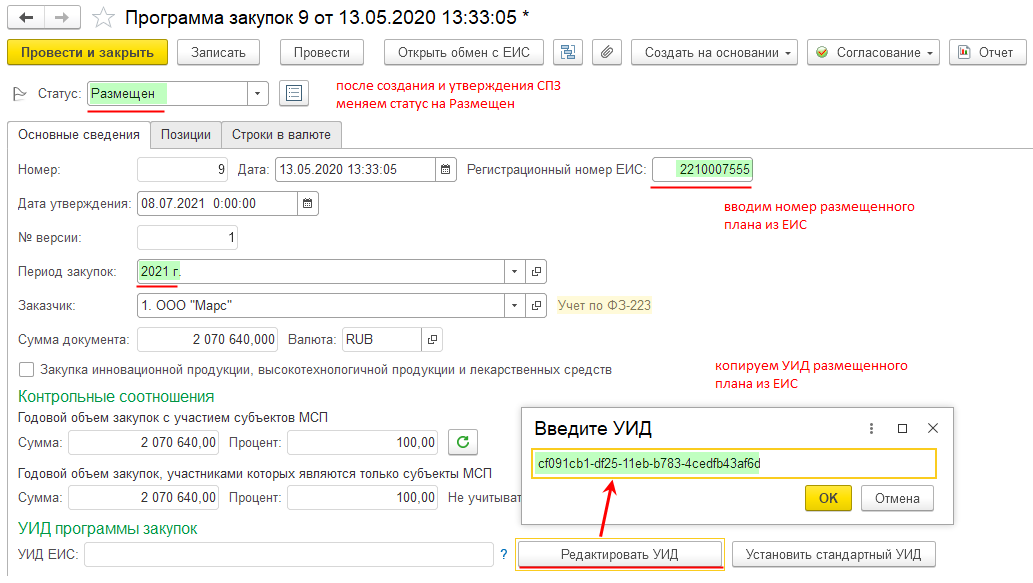 Программа закупок 9 от 13.05.2020 13:33:05 *
Провести и закрыть Записать Провести Открыть обмен с ЕИС Создать на основании Согласование Отчет
Статус: Размещен
после создания и утверждения СПЗ
меняем статус на Размещен
Основные сведения Позиции Строки в валюте
Номер: 9 Дата: 13.05.2020 13:33:05 Регистрационный номер ЕИС: 2210007555
Дата утверждения: 08.07.2021 0:00:00
вводим номер размещенного
плана из ЕИС
№ версии: 1
Период закупок: 2021 г.
Заказчик: 1. ООО "Марс" Учет по ФЗ-223
Сумма документа: 2 070 640,000 Валюта: RUB
Закупка инновационной продукции, высокотехнологичной продукции и лекарственных средств
копируем УИД размещенного
плана из ЕИС
Контрольные соотношения
Годовой объем закупок с участием субъектов МСП
Сумма: 2 070 640,00 Процент: 100,00
Годовой объем закупок, участниками которых являются только субъекты МСП
Сумма: 2 070 640,00 Процент: 100,00 Не учитыват
Введите УИД
cf091cb1-df25-11eb-b783-4cedfb43af6d
OK Отмена
УИД программы закупок
УИД ЕИС: ? Редактировать УИД Установить стандартный УИД